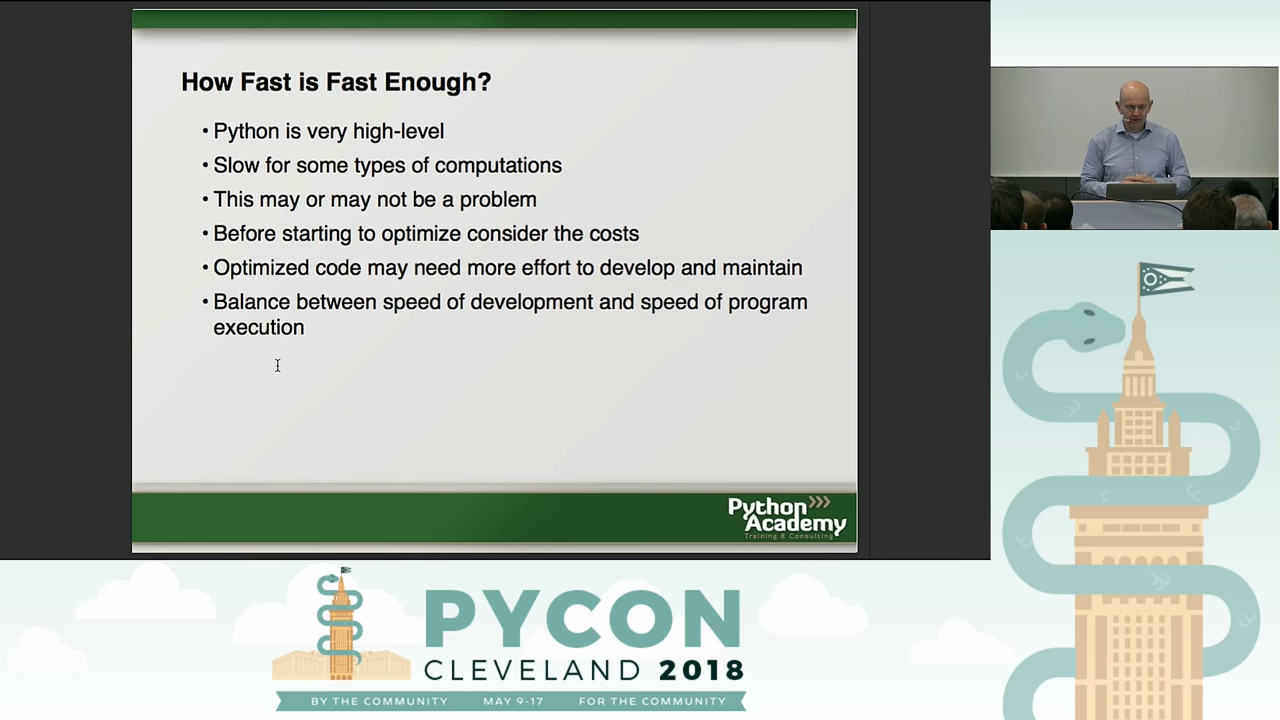 How Fast is Fast Enough?
• Python is very high-level
• Slow for some types of computations
• This may or may not be a problem
• Before starting to optimize consider the costs
• Optimized code may need more effort to develop and maintain
• Balance between speed of development and speed of program
execution
Python
Academy
Training & Consulting
PYCON
CLEVELAND 2018
BY THE COMMUNITY MAY 9-17 FOR THE COMMUNITY